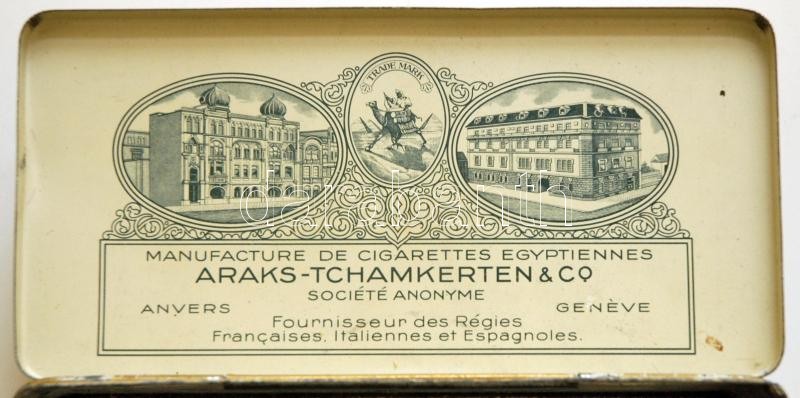 TRADE MARK
darabanth
MANUFACTURE DE CIGARETTES EGYPTIENNES
ARAKS-TCHAMKERTEN & Cº
SOCIÉTÉ ANONYME
ANVERS GENÈVE
Fournisseur des Régies
Françaises, Italiennes et Espagnoles.